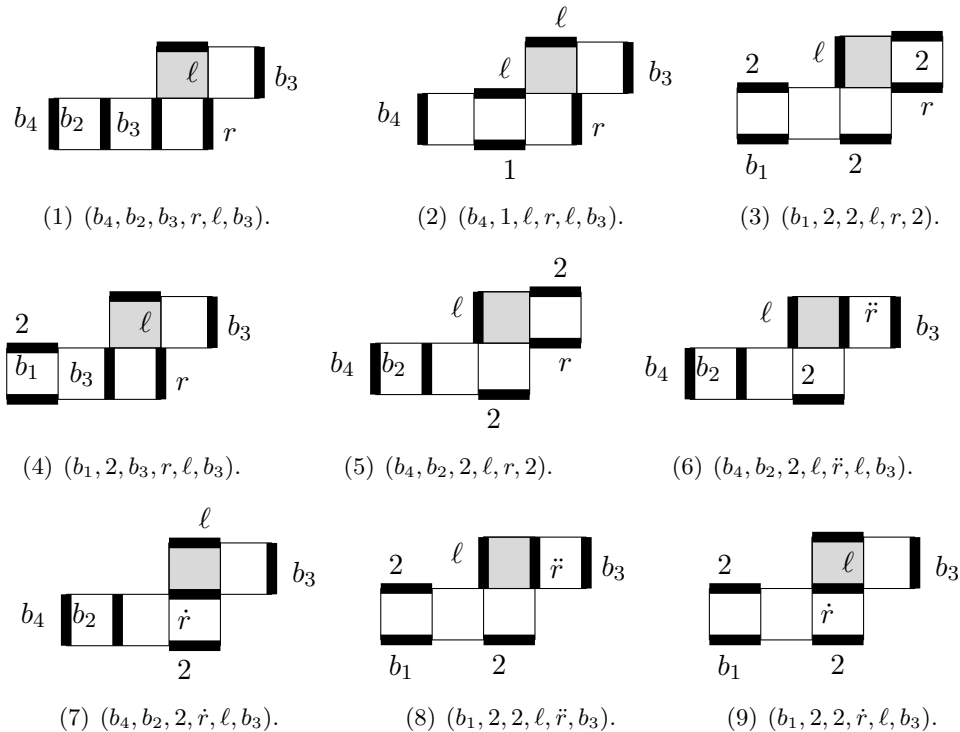 ℓ
ℓ b₃
b₄ b₂ b₃ r
ℓ b₃
b₄ r
1
ℓ 2
2 r
b₁ 2
(1) (b₄, b₂, b₃, r, ℓ, b₃).
(2) (b₄, 1, ℓ, r, ℓ, b₃).
(3) (b₁, 2, 2, ℓ, r, 2).
2 ℓ b₃
b₁ b₃ r
2
ℓ
b₄ b₂ r
2
ℓ r̈ b₃
b₄ b₂ 2
(4) (b₁, 2, b₃, r, ℓ, b₃).
(5) (b₄, b₂, 2, ℓ, r, 2).
(6) (b₄, b₂, 2, ℓ, r̈, ℓ, b₃).
ℓ
b₃
b₄ b₂ ṙ
2
ℓ r̈ b₃
2
b₁ 2
ℓ b₃
2 ṙ
b₁ 2
(7) (b₄, b₂, 2, ṙ, ℓ, b₃).
(8) (b₁, 2, 2, ℓ, r̈, b₃).
(9) (b₁, 2, 2, ṙ, ℓ, b₃).